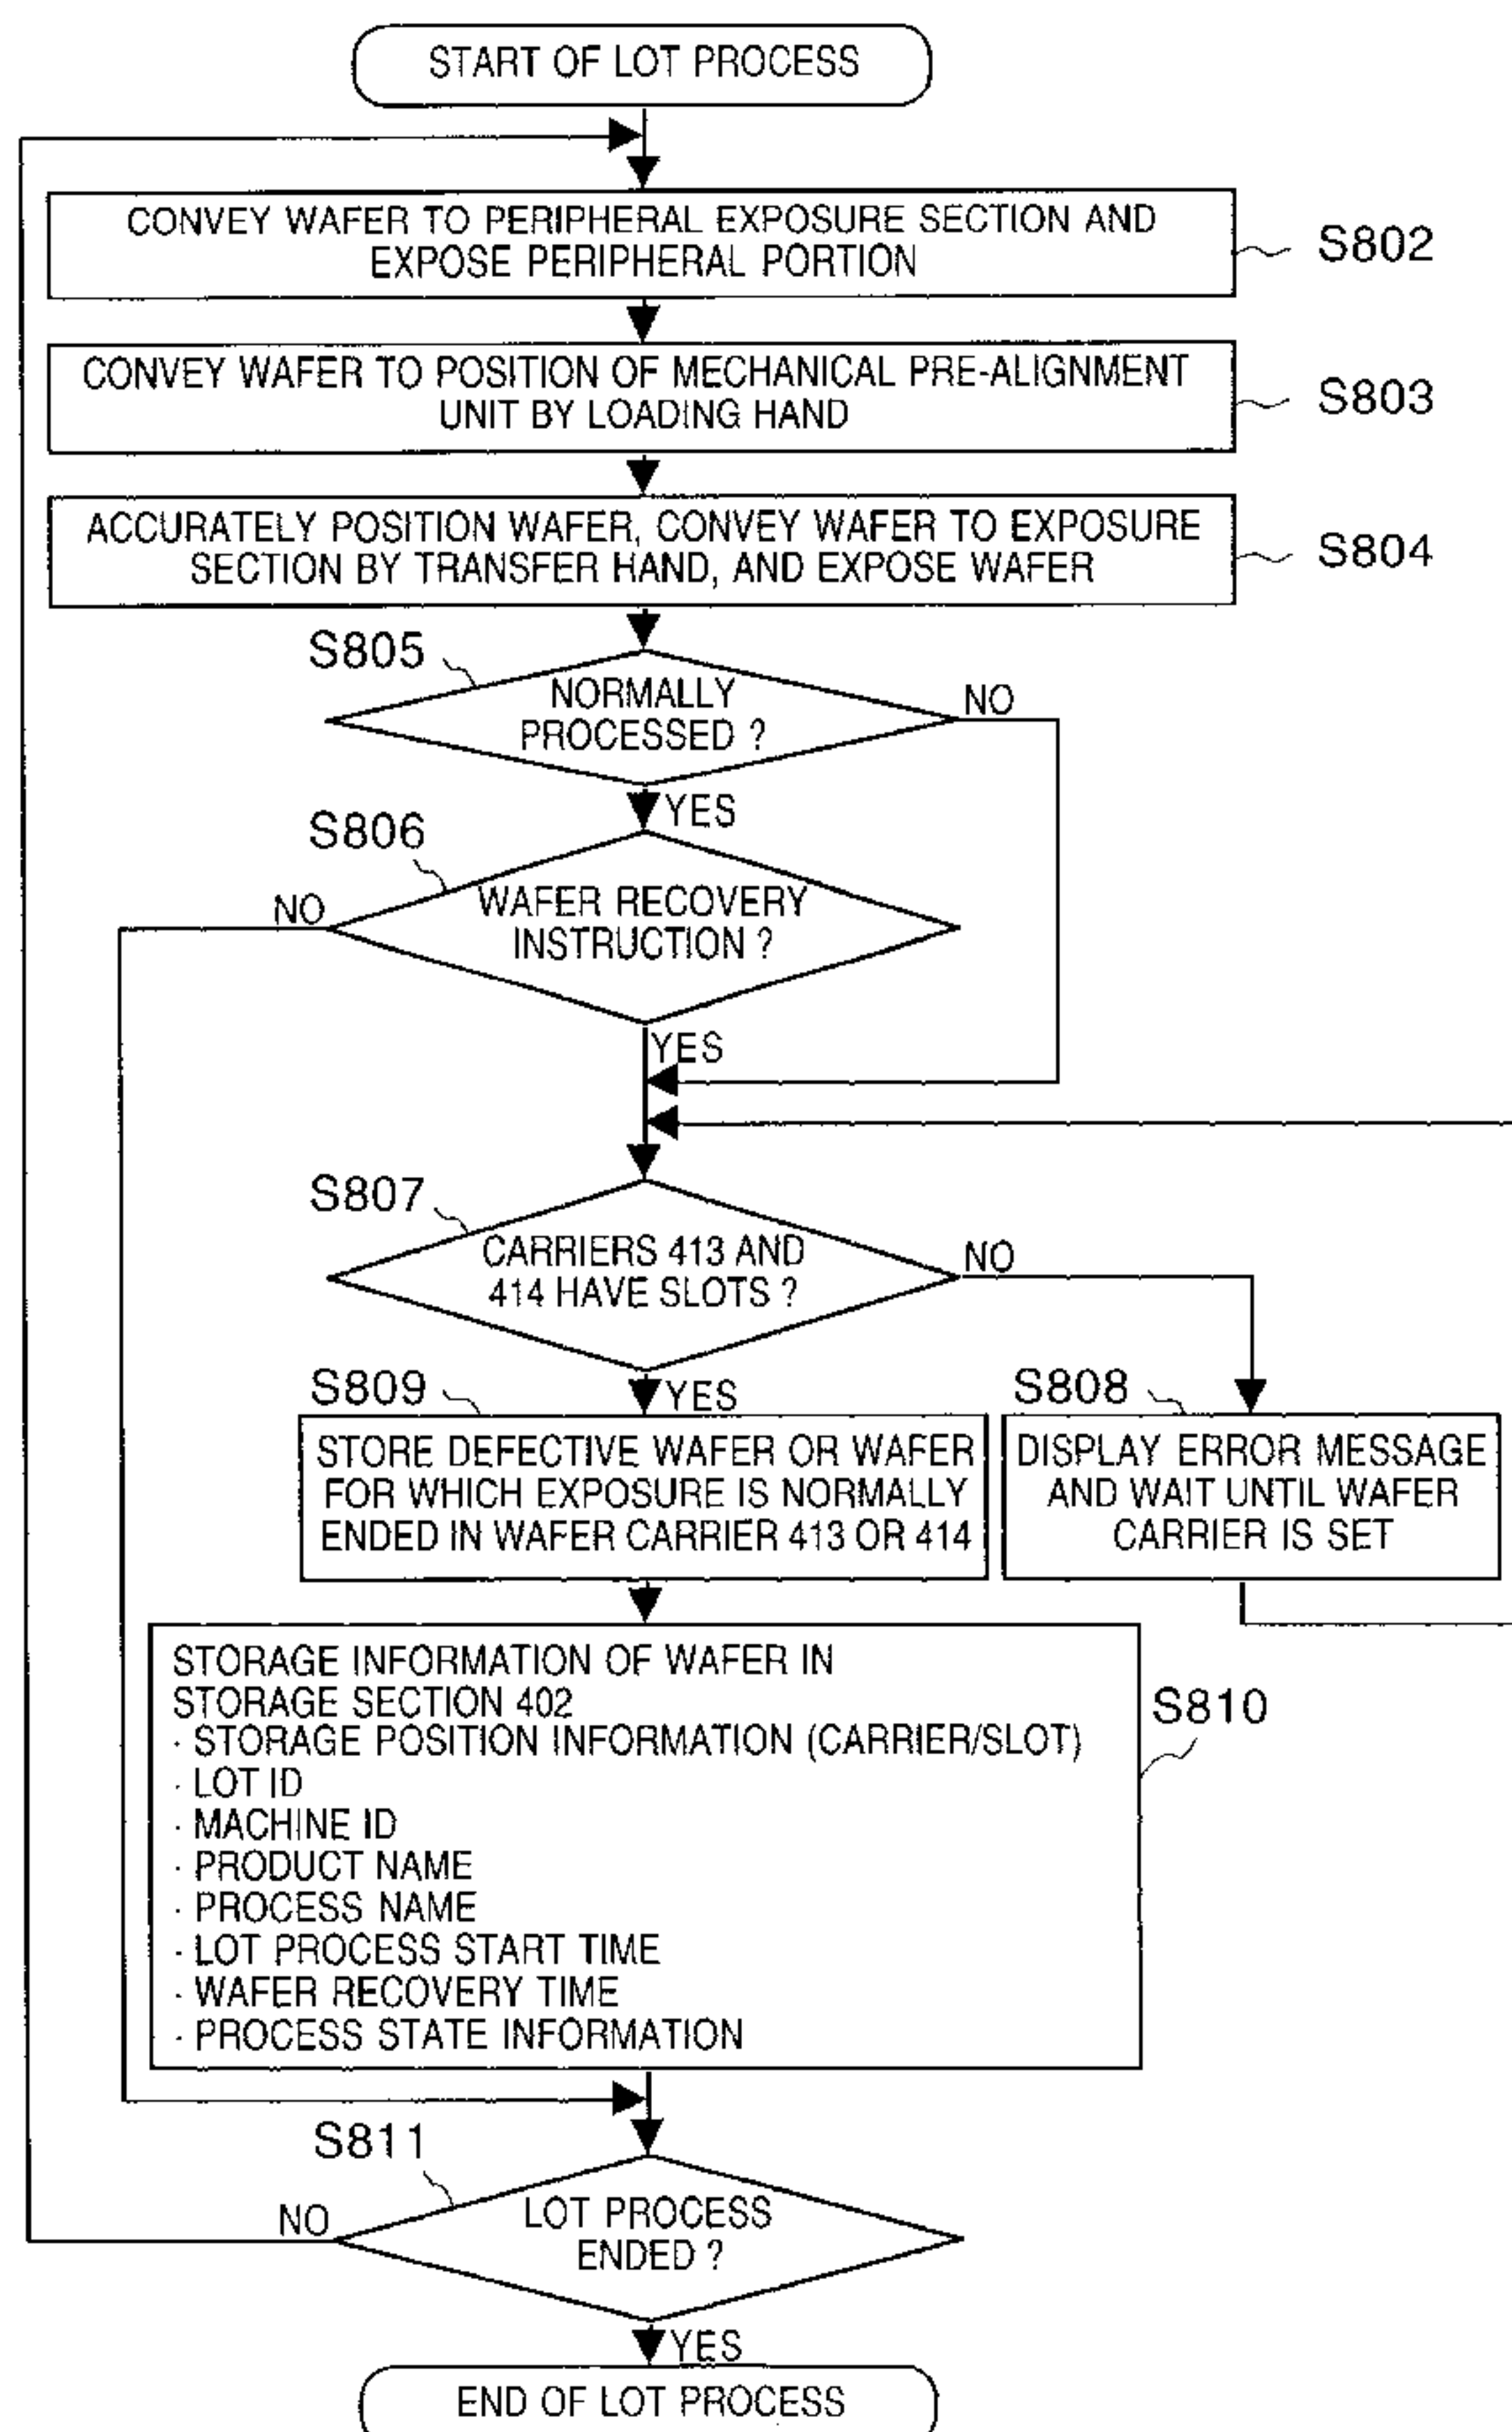 START OF LOT PROCESS
CONVEY WAFER TO PERIPHERAL EXPOSURE SECTION AND
EXPOSE PERIPHERAL PORTION
S802
CONVEY WAFER TO POSITION OF MECHANICAL PRE-ALIGNMENT
UNIT BY LOADING HAND
S803
ACCURATELY POSITION WAFER, CONVEY WAFER TO EXPOSURE
SECTION BY TRANSFER HAND, AND EXPOSE WAFER
S804
S805
NORMALLY
PROCESSED ?
NO
YES
S806
WAFER RECOVERY
INSTRUCTION ?
NO
YES
S807
CARRIERS 413 AND
414 HAVE SLOTS ?
NO
YES
S809
STORE DEFECTIVE WAFER OR WAFER
FOR WHICH EXPOSURE IS NORMALLY
ENDED IN WAFER CARRIER 413 OR 414
S808
DISPLAY ERROR MESSAGE
AND WAIT UNTIL WAFER
CARRIER IS SET
STORAGE INFORMATION OF WAFER IN
STORAGE SECTION 402
· STORAGE POSITION INFORMATION (CARRIER/SLOT)
· LOT ID
· MACHINE ID
· PRODUCT NAME
· PROCESS NAME
· LOT PROCESS START TIME
· WAFER RECOVERY TIME
· PROCESS STATE INFORMATION
S810
S811
LOT PROCESS
ENDED ?
NO
YES
END OF LOT PROCESS